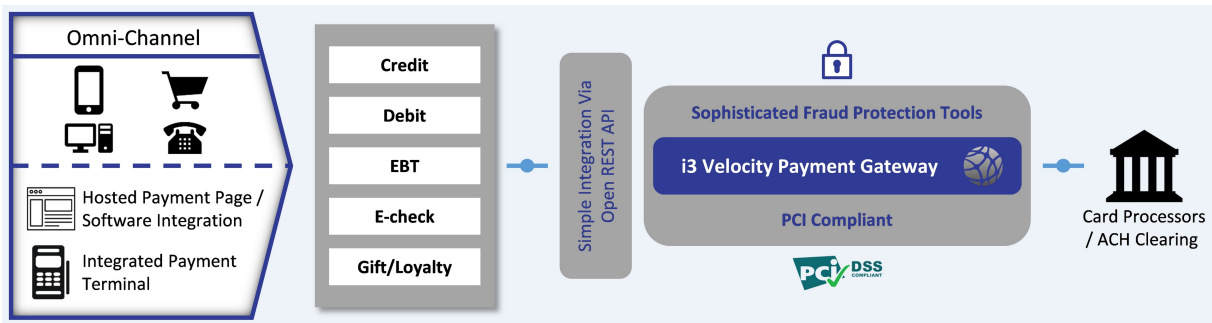 Omni-Channel
Hosted Payment Page /
Software Integration
Integrated Payment
Terminal
Credit
Debit
EBT
E-check
Gift/Loyalty
Simple Integration Via
Open REST API
Sophisticated Fraud Protection Tools
i3 Velocity Payment Gateway
PCI Compliant
PCI DSS
COMPLIANT
Card Processors
/ ACH Clearing